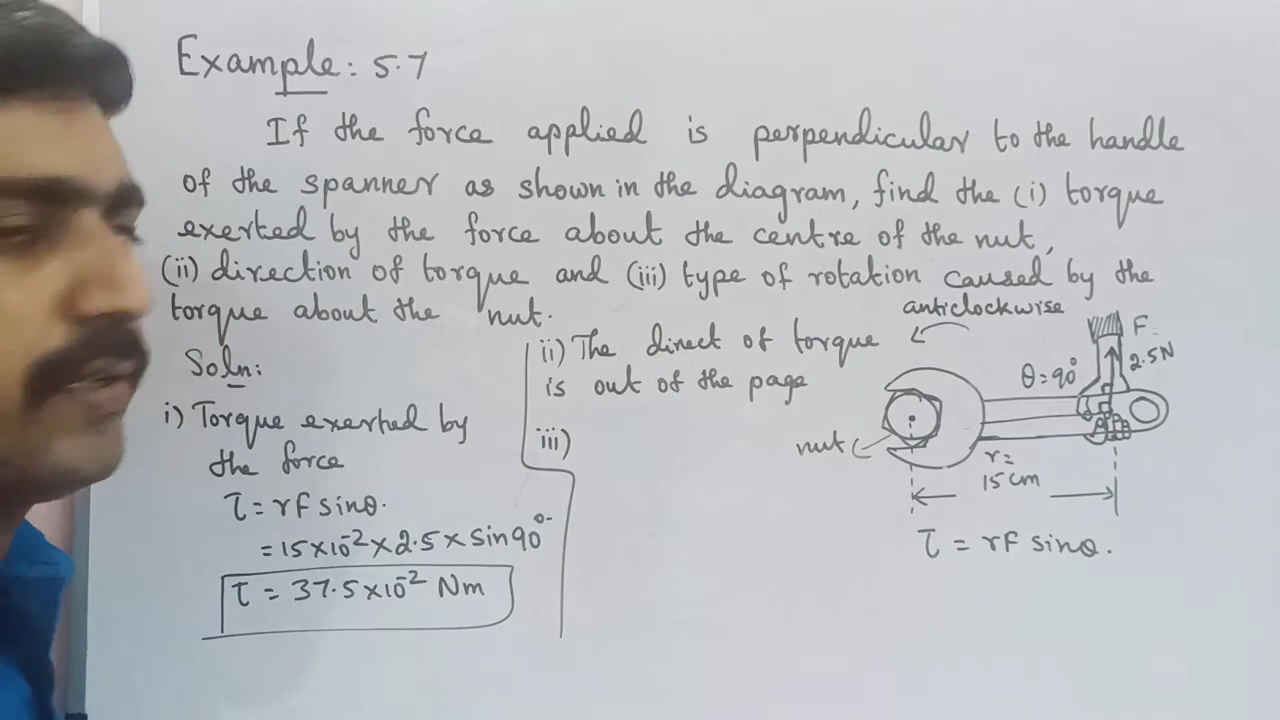 Example: 5.7
If the force applied is perpendicular to the handle
of the spanner as shown in the diagram, find the (i) torque
exerted by the force about the centre of the nut,
(ii) direction of torque and (iii) type of rotation caused by the
torque about the nut.
Soln:
i) Torque exerted by
the force
τ = rF sinθ.
= 15×10⁻²×2.5×sin90°
τ = 37.5×10⁻² Nm
ii) The direct of torque
is out of the page
iii)
anticlockwise
F=
2.5N
θ=90°
nut
r=
15cm
τ = rF sinθ.